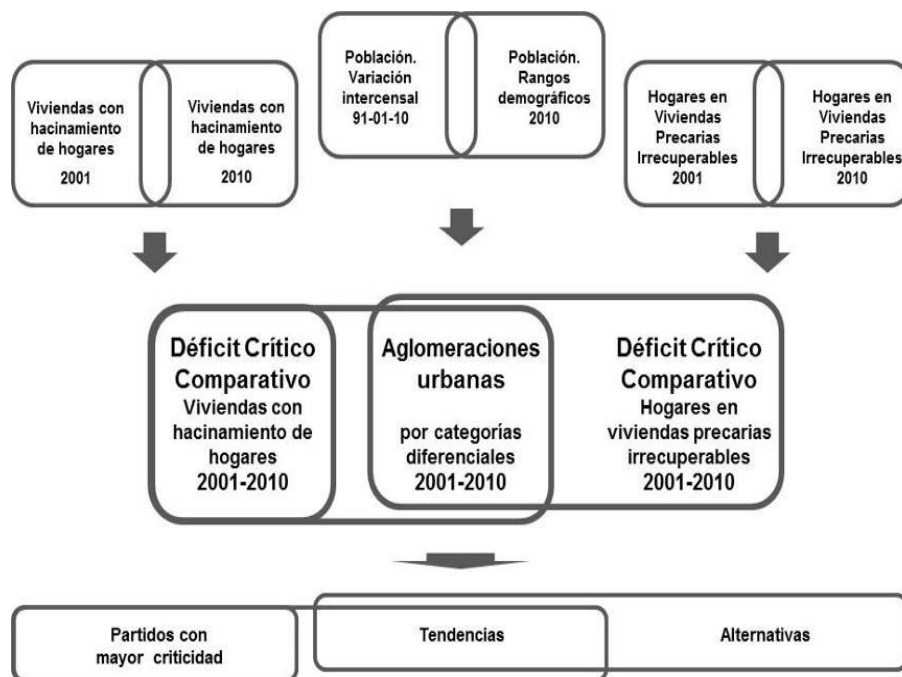 Viviendas con
hacinamiento
de hogares
2001
Viviendas con
hacinamiento
de hogares
2010
Población.
Variación
intercensal
91-01-10
Población.
Rangos
demográficos
2010
Hogares en
Viviendas
Precarias
Irrecuperables
2001
Hogares en
Viviendas
Precarias
Irrecuperables
2010
Déficit Crítico
Comparativo
Viviendas con
hacinamiento de
hogares
2001-2010
Aglomeraciones
urbanas
por categorías
diferenciales
2001-2010
Déficit Crítico
Comparativo
Hogares en
viviendas precarias
irrecuperables
2001-2010
Partidos con
mayor criticidad
Tendencias
Alternativas